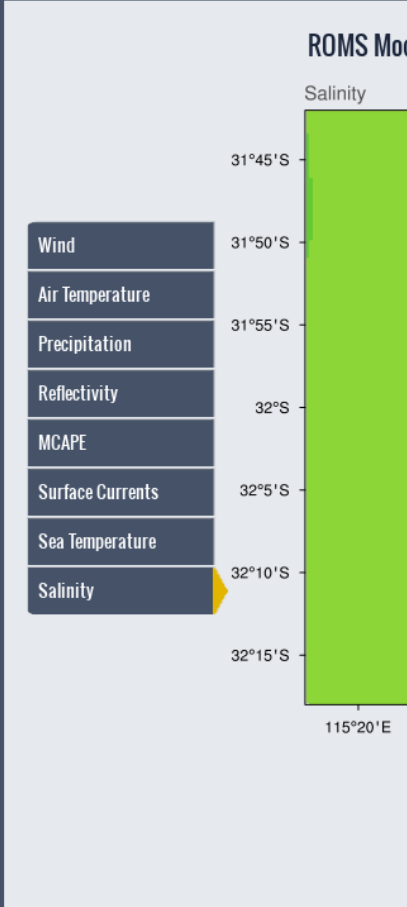 ROMS
Salinity
31°45'S
31°50'S
31°55'S
32°S
32°5'S
32°10'S
32°15'S
115°20'E
Wind
Air Temperature
Precipitation
Reflectivity
MCAPE
Surface Currents
Sea Temperature
Salinity